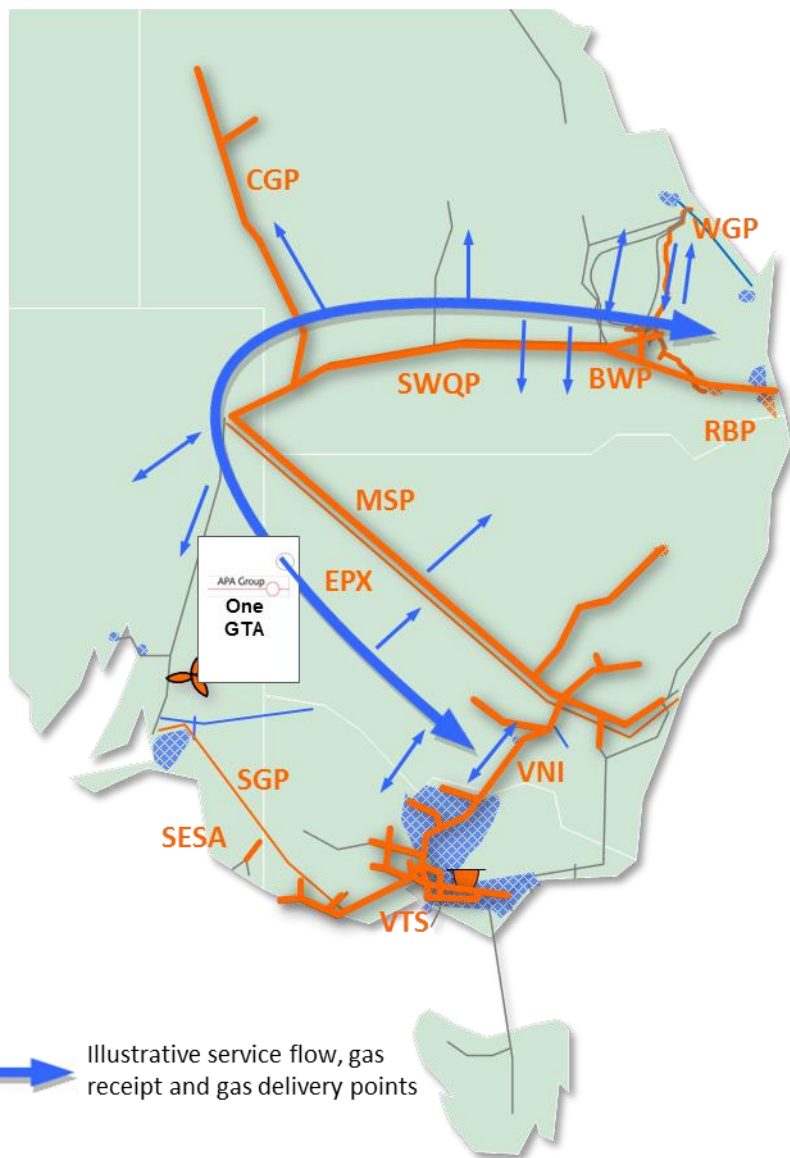 CGP
WGP
SWQP
BWP
RBP
MSP
EPX
APA Group
One
GTA
SGP
VNI
SESA
VTS
Illustrative service flow, gas
receipt and gas delivery points